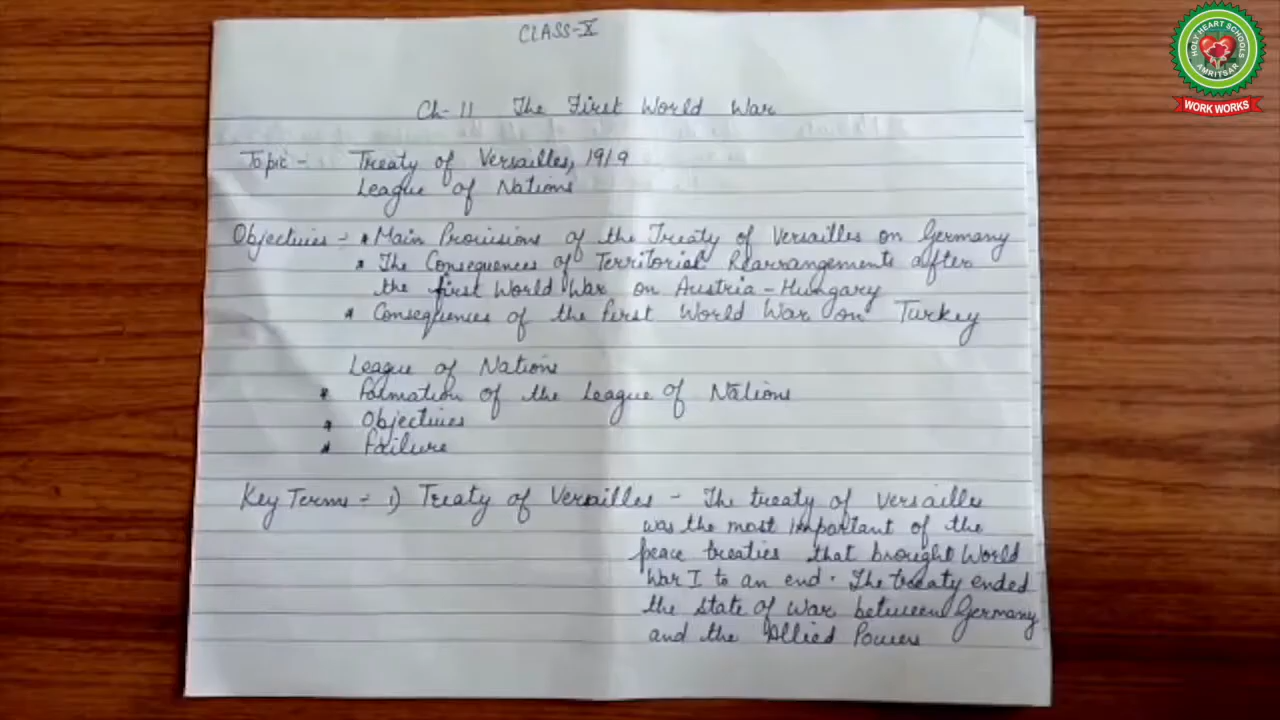 CLASS-X
Ch-11 The First World War
Topic - Treaty of Versailles, 1919
League of Nations
Objectives - * Main Provisions of the Treaty of Versailles on Germany
* The Consequences of Territorial Rearrangements after
the first World War on Austria-Hungary
* Consequences of the First World War on Turkey
League of Nations
* Formation of the League of Nations
* Objectives
* Failure
Key Terms - 1) Treaty of Versailles - The treaty of Versailles
was the most important of the
peace treaties that brought World
War I to an end. The treaty ended
the state of war between Germany
and the Allied Powers
HOLY HEART SCHOOLS
AMRITSAR
WORK WORKS